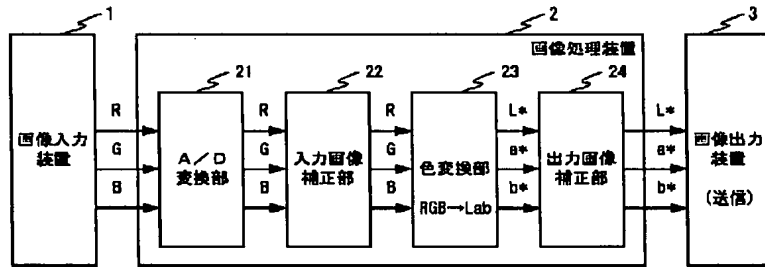 1
2
3
画像処理装置
21
22
23
24
画像入力
装置
R
G
B
A/D
変換部
R
G
B
入力画像
補正部
R
G
B
色変換部
RGB→Lab
L*
a*
b*
出力画像
補正部
L*
a*
b*
画像出力
装置
(送信)